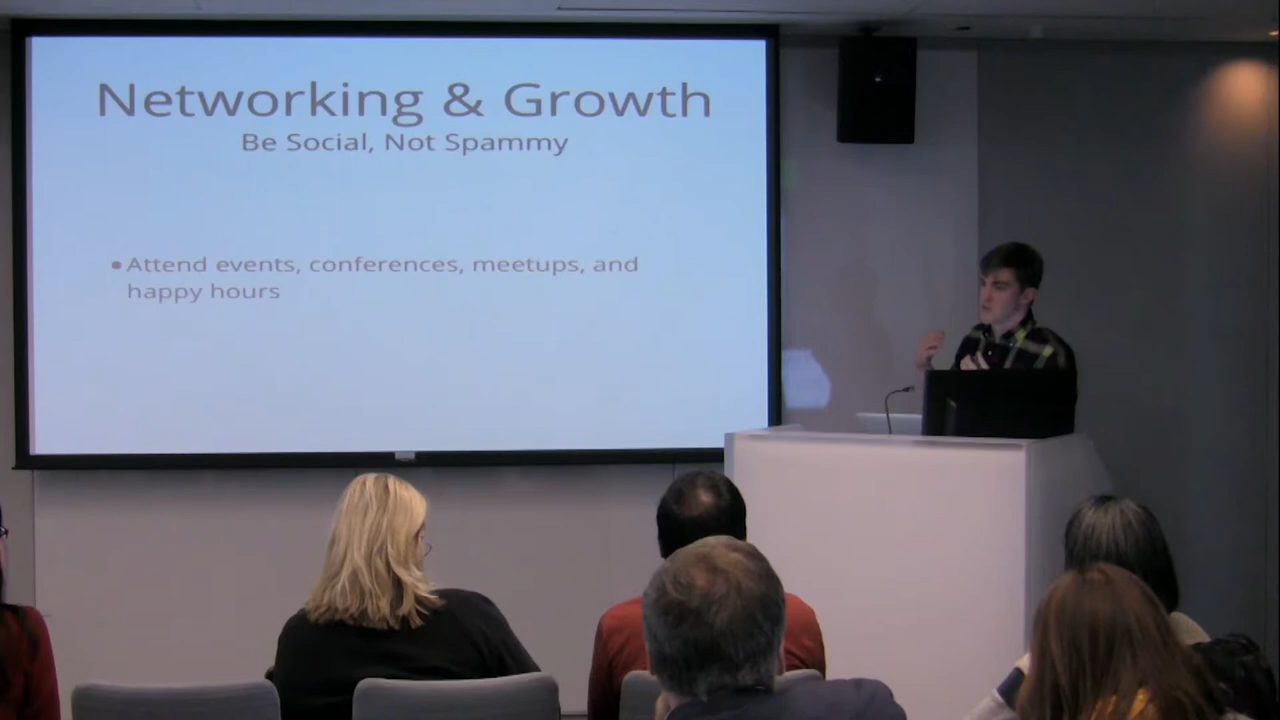 Networking & Growth
Be Social, Not Spammy
•Attend events, conferences, meetups, and
happy hours